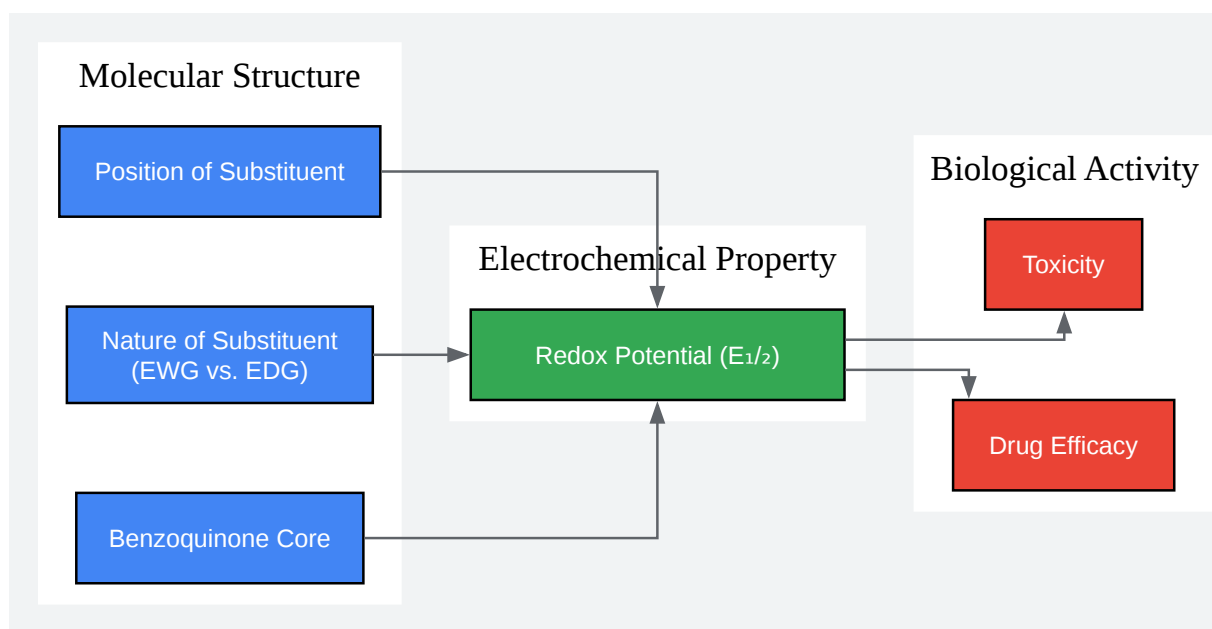 Molecular Structure
Position of Substituent
Nature of Substituent
(EWG vs. EDG)
Benzoquinone Core
Electrochemical Property
Redox Potential (E₁/₂)
Biological Activity
Toxicity
Drug Efficacy